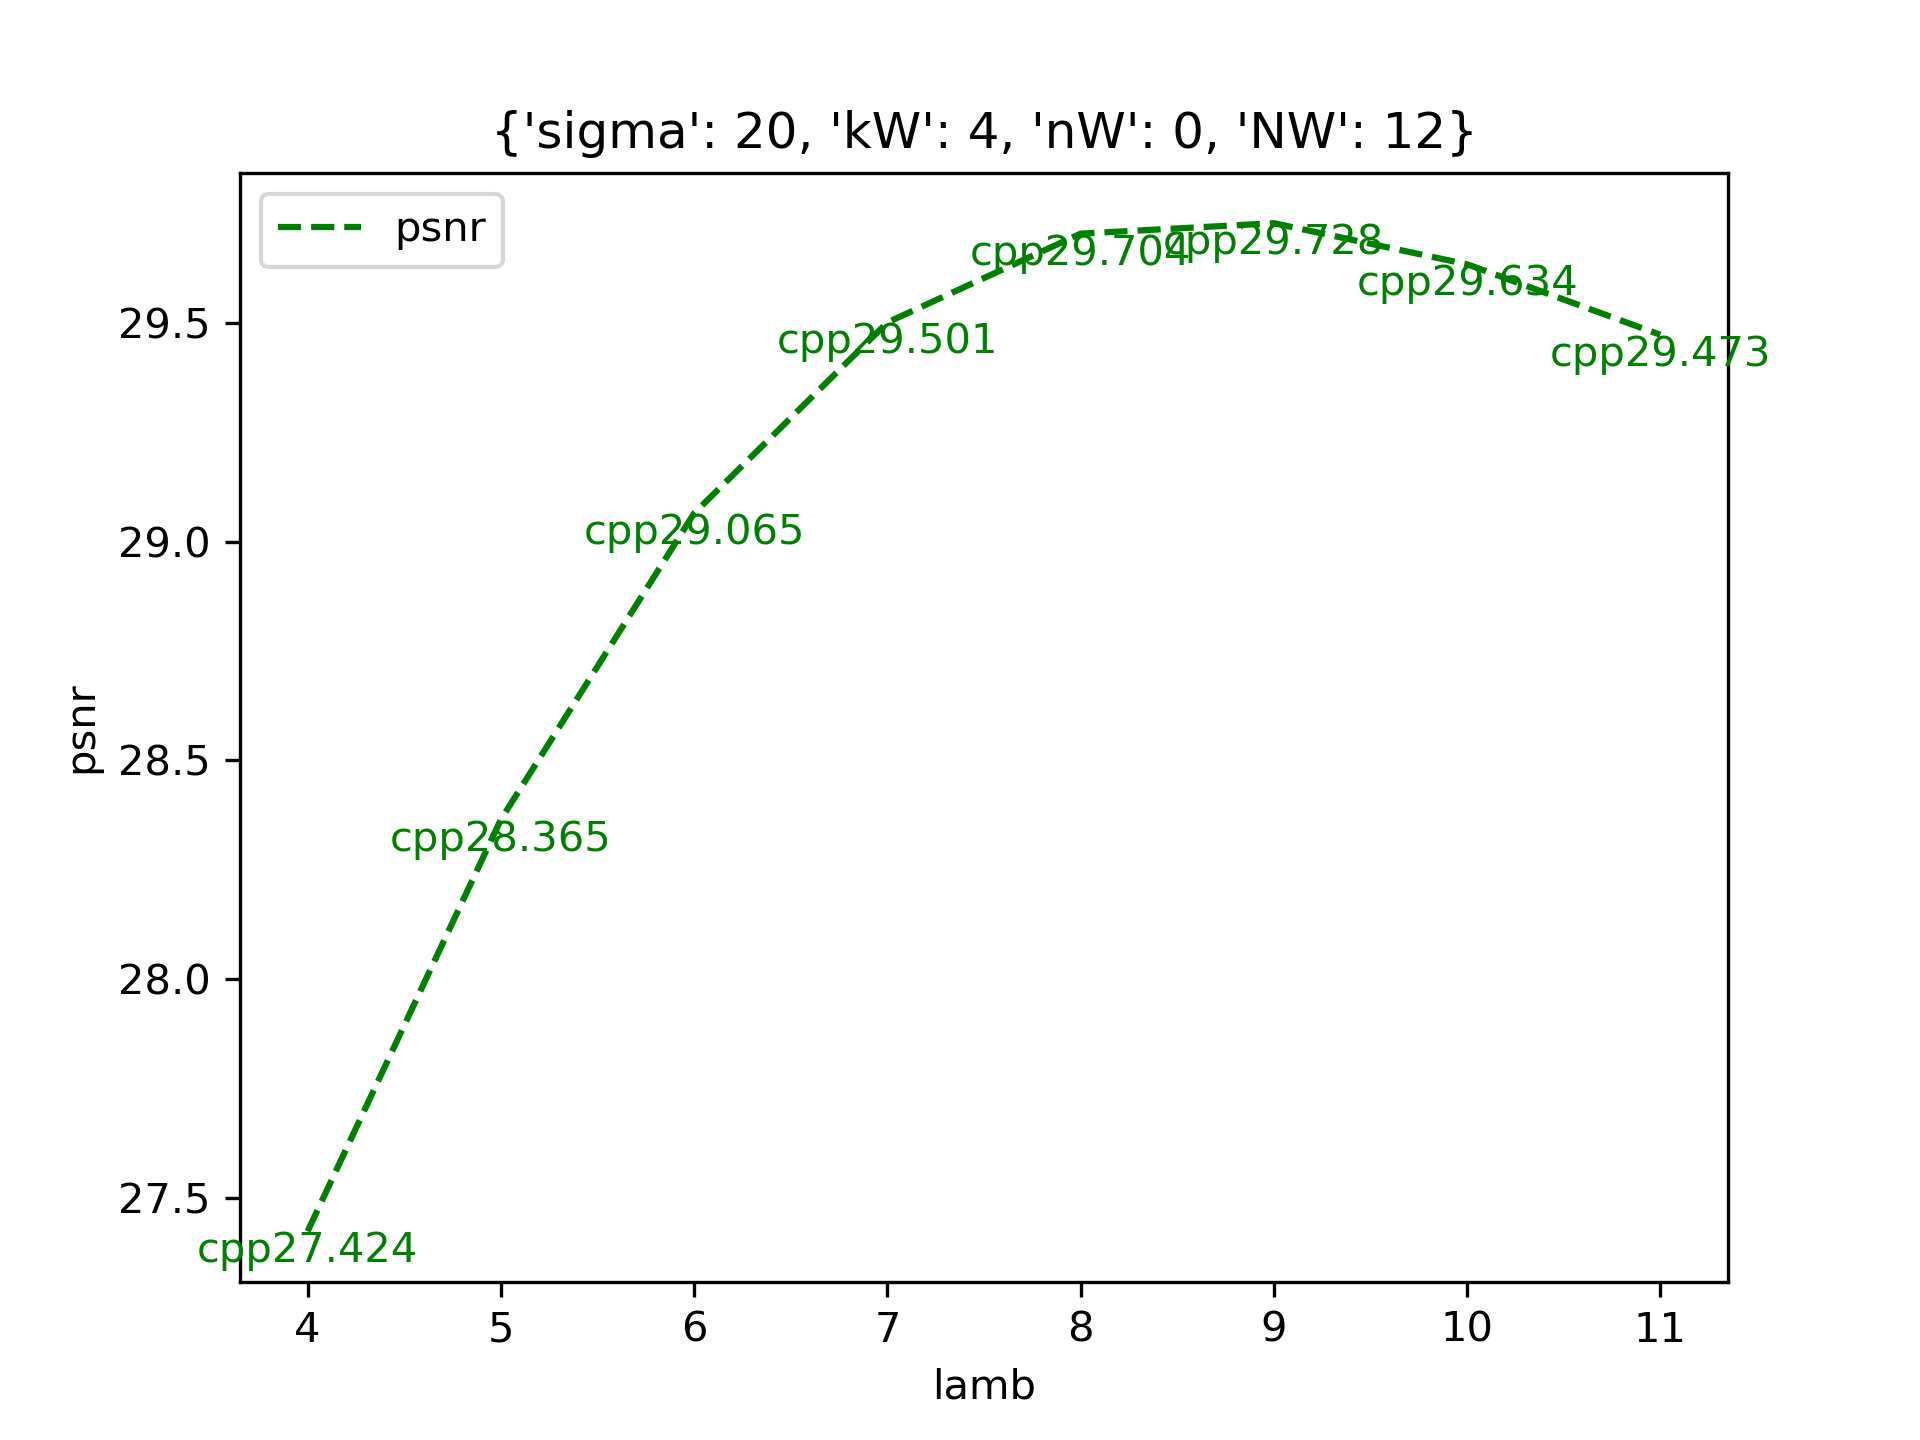 {'sigma': 20, 'kW': 4, 'nW': 0, 'NW': 12}
psnr
cpp29.704
cpp29.728
cpp29.634
29.5
cpp29.501
cpp29.473
29.0
cpp29.065
psnr
28.5
cpp28.365
28.0
27.5
cpp27.424
4 5 6 7 8 9 10 11
lamb